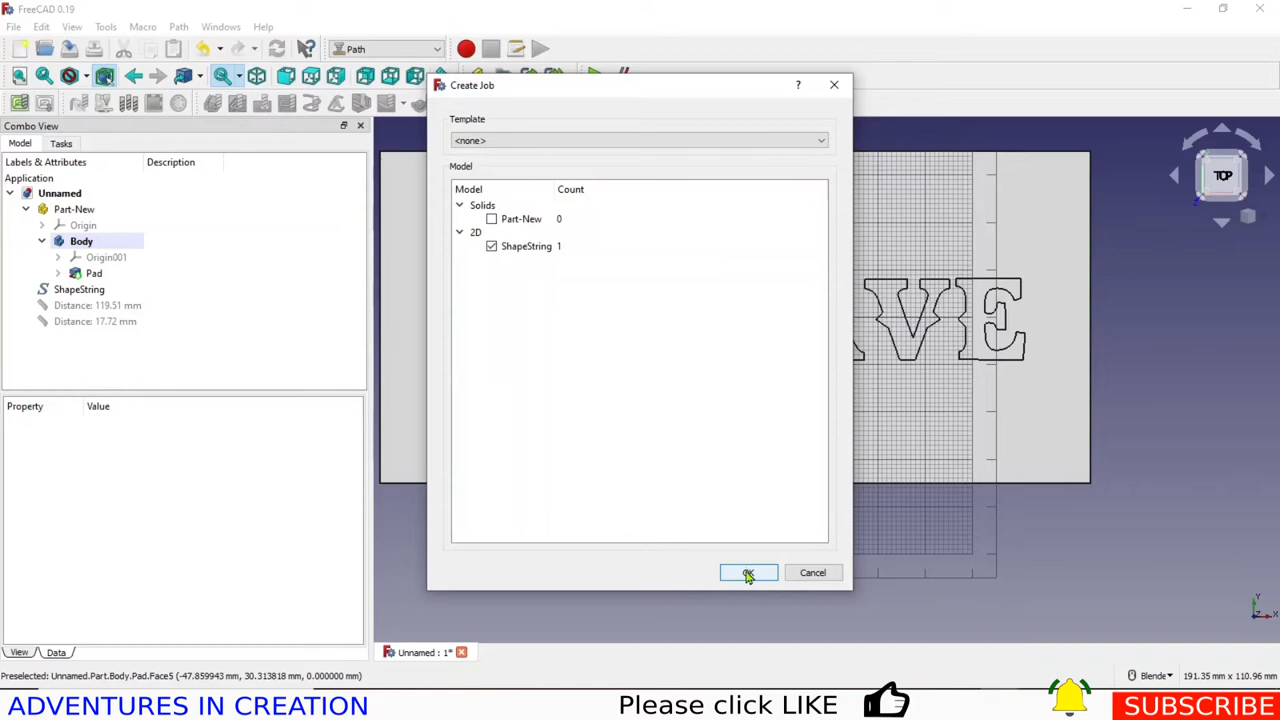 FreeCAD 0.19
File Edit View Tools Macro Path Windows Help
Path
Combo View
Model Tasks
Labels & Attributes Description
Application
Unnamed
Part-New
Origin
Body
Origin001
Pad
ShapeString
Distance: 119.51 mm
Distance: 17.72 mm
Property Value
View Data
Create Job
?
Template
<none>
Model
Model Count
Solids
Part-New 0
2D
ShapeString 1
OK Cancel
TOP
VE
Z
Y
X
Unnamed : 1*
Preselected: Unnamed.Part.Body.Pad.Face5 (-47.859943 mm, 30.313818 mm, 0.000000 mm)
Blende 191.35 mm x 110.96 mm
ADVENTURES IN CREATION Please click LIKE SUBSCRIBE